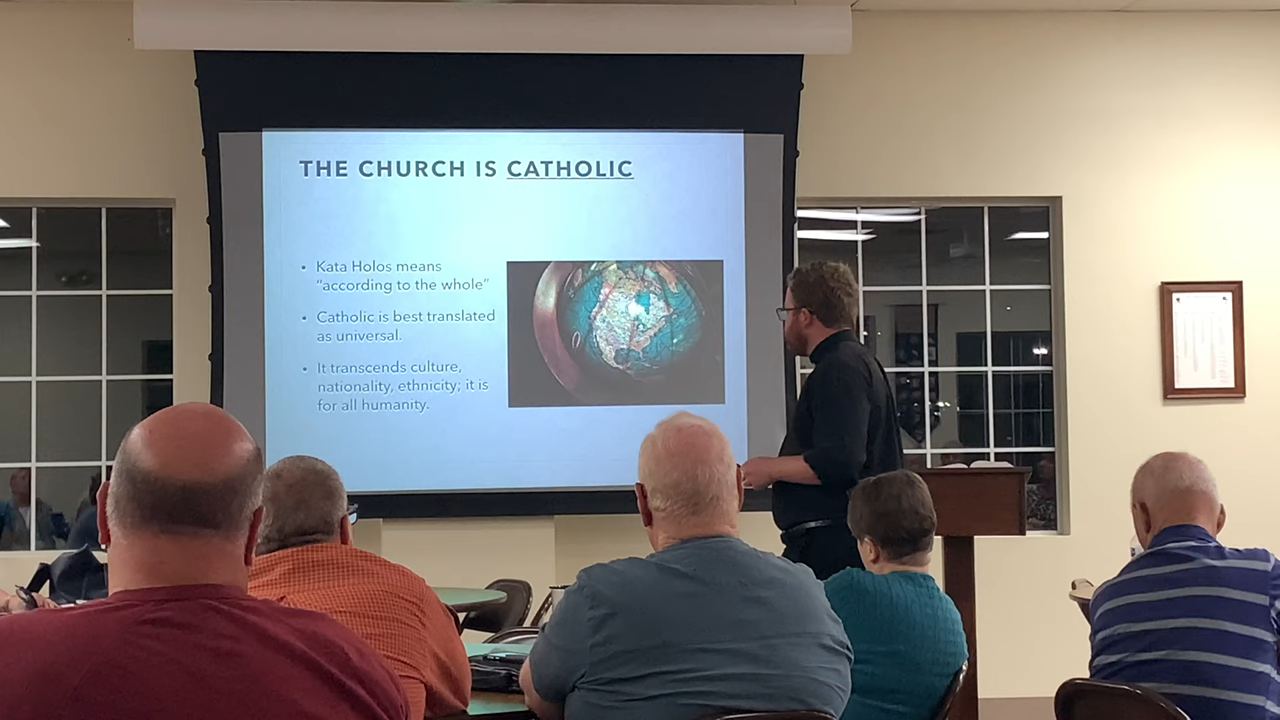 THE CHURCH IS CATHOLIC
• Kata Holos means
"according to the whole"
• Catholic is best translated
as universal.
• It transcends culture,
nationality, ethnicity; it is
for all humanity.